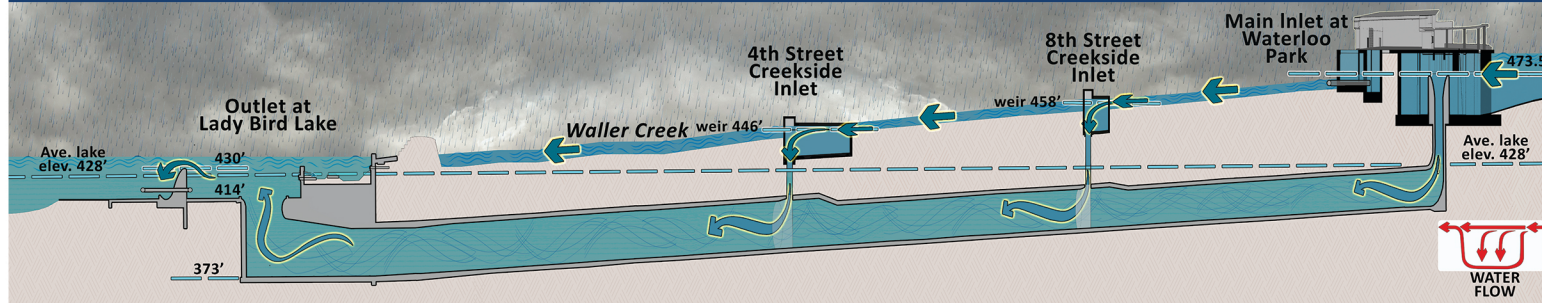 Outlet at
Lady Bird Lake
Ave. lake
elev. 428’
430’
414’
373’
Waller Creek
4th Street
Creekside
Inlet
weir 446’
8th Street
Creekside
Inlet
weir 458’
Main Inlet at
Waterloo
Park
473.5
Ave. lake
elev. 428’
WATER
FLOW